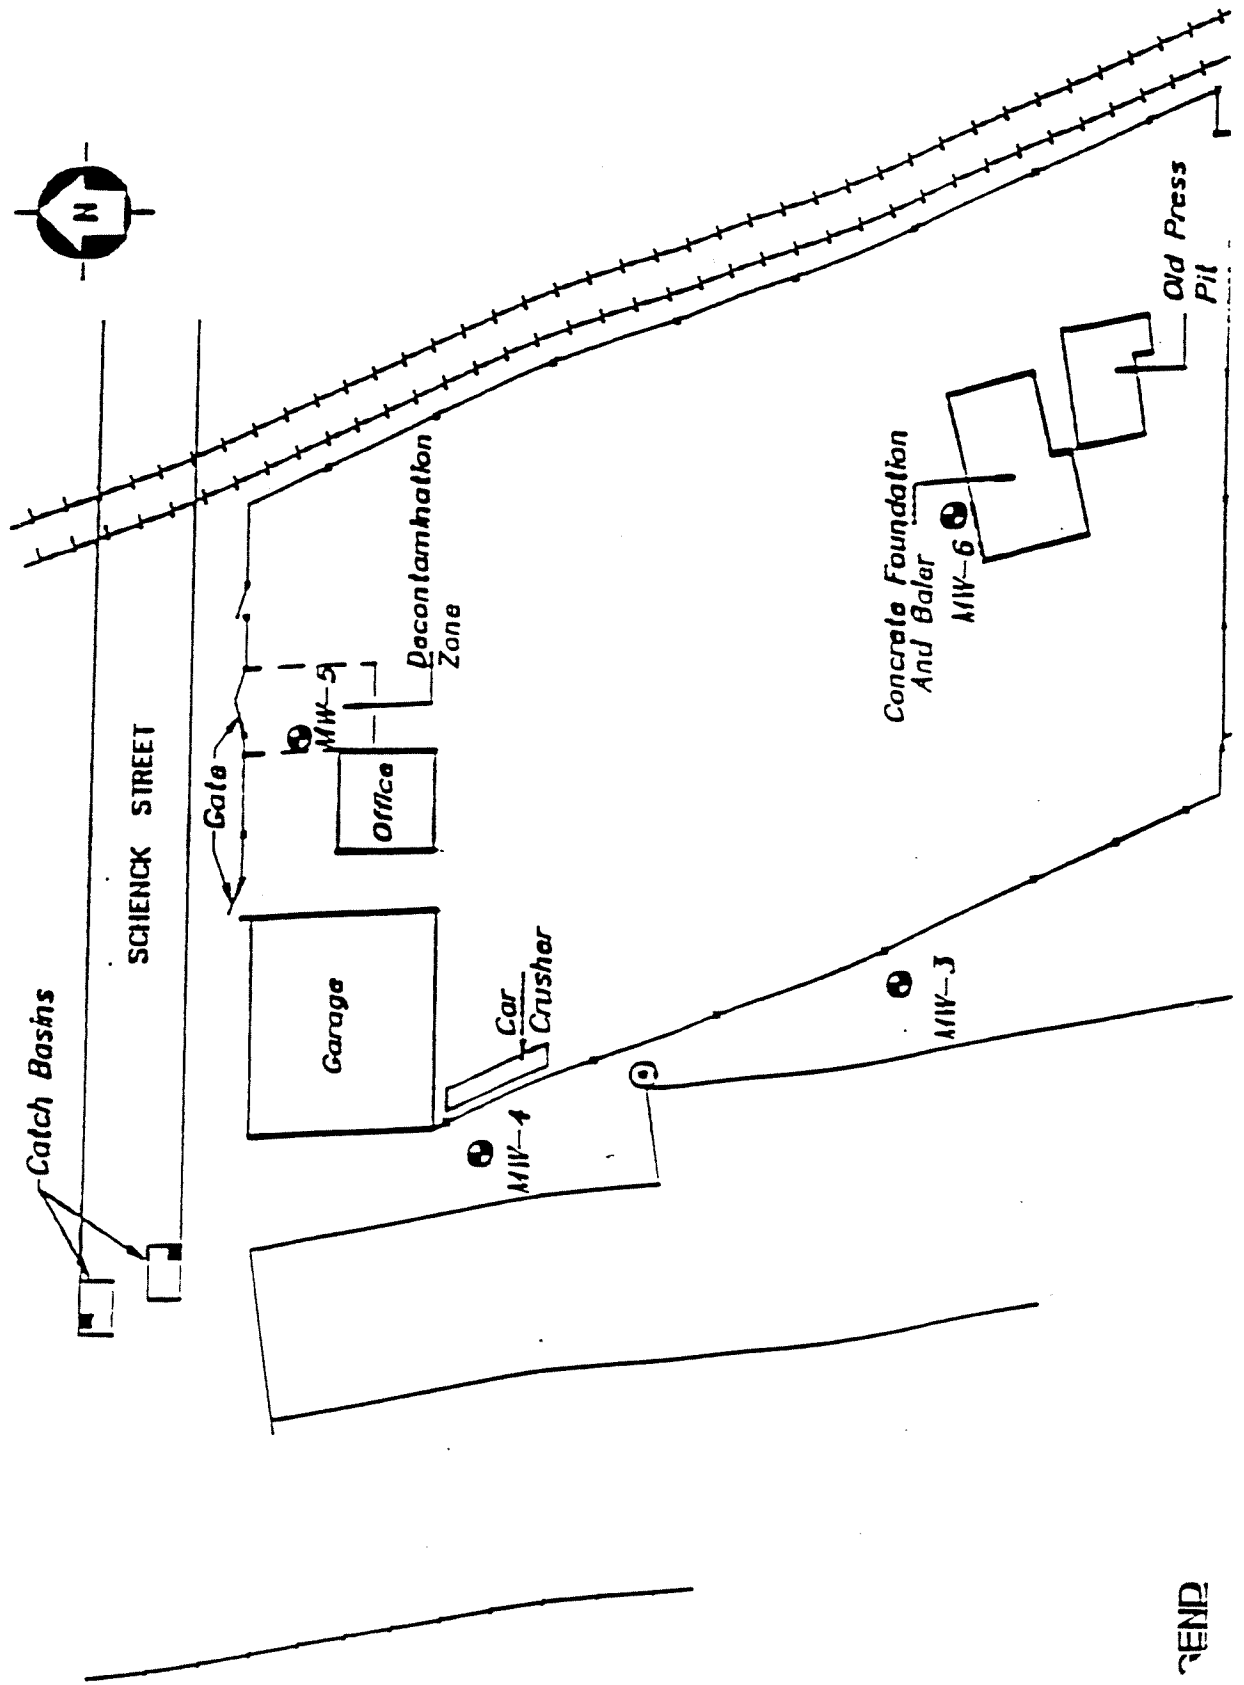 N
Catch Basins
SCHENCK STREET
Gate
MW-5
Decontamination
Zone
Office
Garage
Car
Crusher
MW-4
MW-3
Concrete Foundation
And Baler
MW-6
Old Press
Pit
GEND